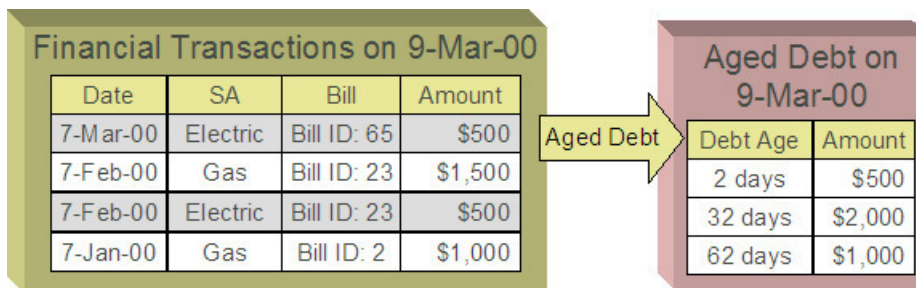 Financial Transactions on 9-Mar-00
Date SA Bill Amount
7-Mar-00 Electric Bill ID: 65 $500
7-Feb-00 Gas Bill ID: 23 $1,500
7-Feb-00 Electric Bill ID: 23 $500
7-Jan-00 Gas Bill ID: 2 $1,000
Aged Debt
Aged Debt on
9-Mar-00
Debt Age Amount
2 days $500
32 days $2,000
62 days $1,000